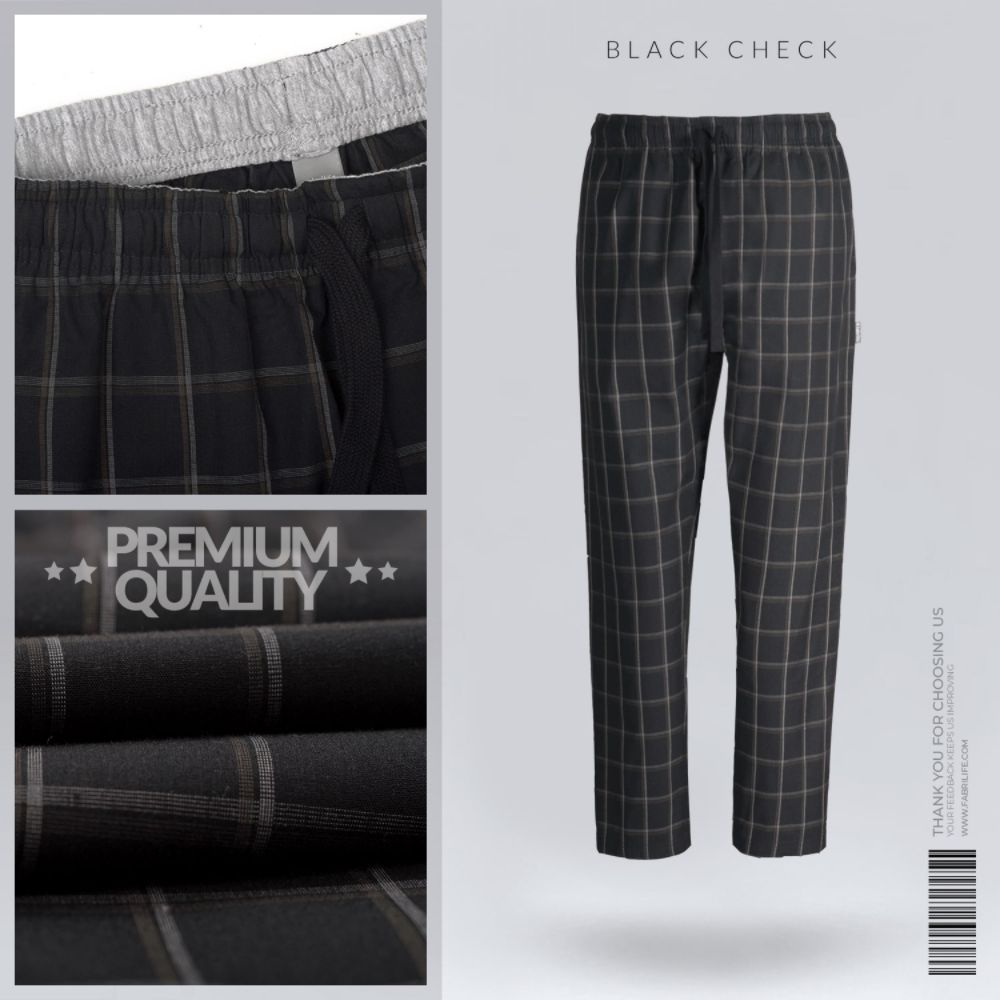 BLACK CHECK
PREMIUM
QUALITY
THANK YOU FOR CHOOSING US
YOUR FEEDBACK KEEPS US IMPROVING
WWW.FABRILIFE.COM